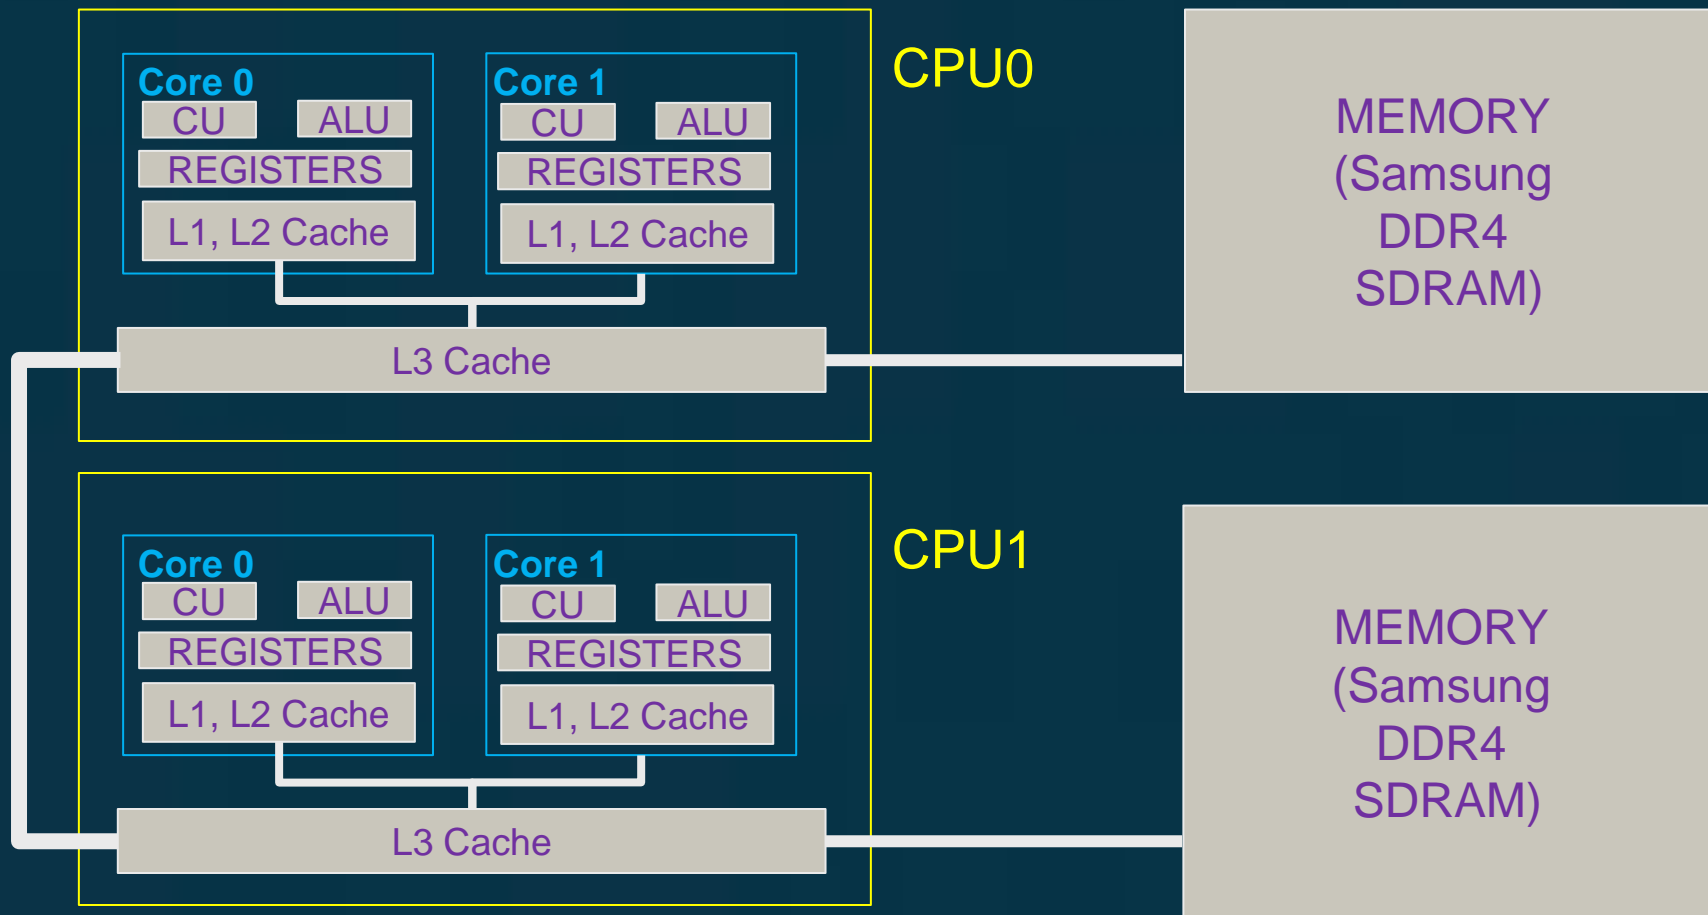 CPU0
Core 0
CU
ALU
REGISTERS
L1, L2 Cache
Core 1
CU
ALU
REGISTERS
L1, L2 Cache
L3 Cache
MEMORY
(Samsung
DDR4
SDRAM)
CPU1
Core 0
CU
ALU
REGISTERS
L1, L2 Cache
Core 1
CU
ALU
REGISTERS
L1, L2 Cache
L3 Cache
MEMORY
(Samsung
DDR4
SDRAM)